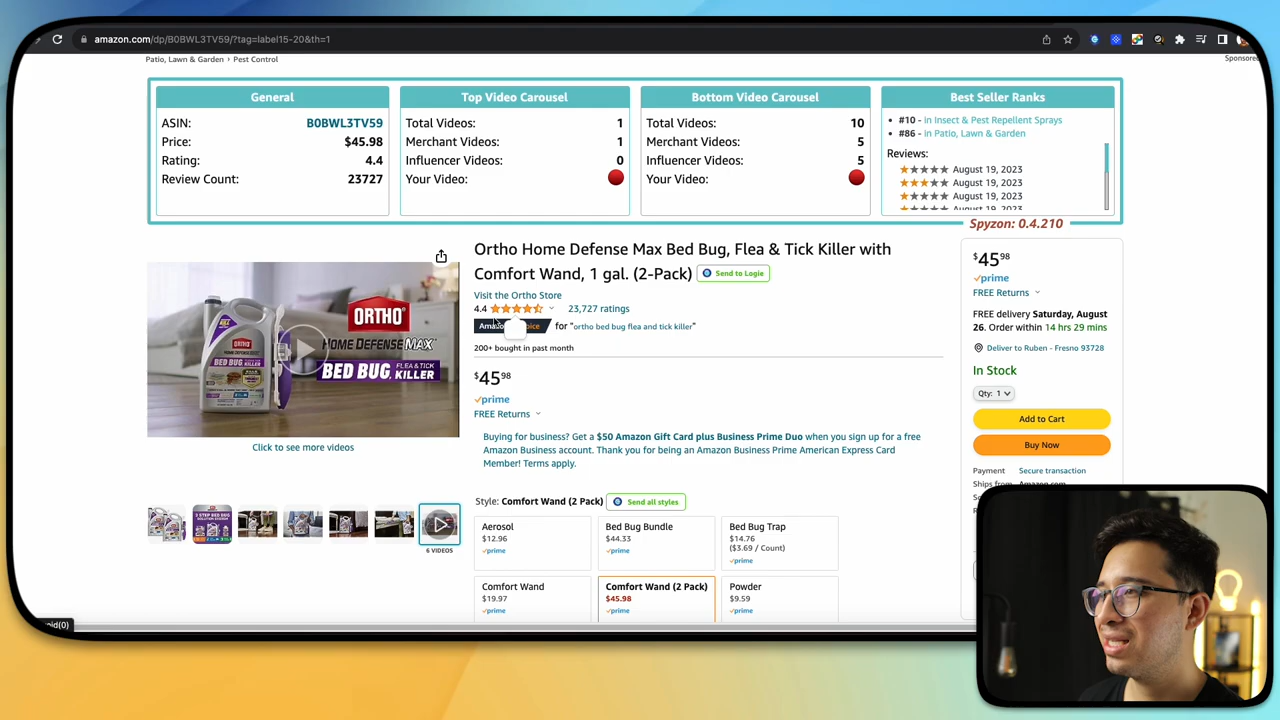 amazon.com/dp/B0BWL3TV59/?tag=label15-20&th=1
Patio, Lawn & Garden › Pest Control
Sponsored
General
ASIN: B0BWL3TV59
Price: $45.98
Rating: 4.4
Review Count: 23727
Top Video Carousel
Total Videos: 1
Merchant Videos: 1
Influencer Videos: 0
Your Video:
Bottom Video Carousel
Total Videos: 10
Merchant Videos: 5
Influencer Videos: 5
Your Video:
Best Seller Ranks
#10 - in Insect & Pest Repellent Sprays
#86 - in Patio, Lawn & Garden
Reviews:
August 19, 2023
August 19, 2023
August 19, 2023
Spyzon: 0.4.210
ORTHO
HOME DEFENSE MAX
BED BUG, FLEA & TICK KILLER
ORTHO
BED BUG KILLER
Click to see more videos
6 VIDEOS
Ortho Home Defense Max Bed Bug, Flea & Tick Killer with
Comfort Wand, 1 gal. (2-Pack) Send to Logie
Visit the Ortho Store
4.4 23,727 ratings
for "ortho bed bug flea and tick killer"
200+ bought in past month
$45 98
prime
FREE Returns
Buying for business? Get a $50 Amazon Gift Card plus Business Prime Duo when you sign up for a free
Amazon Business account. Thank you for being an Amazon Business Prime American Express Card
Member! Terms apply.
Style: Comfort Wand (2 Pack) Send all styles
Aerosol
$12.96
prime
Bed Bug Bundle
$44.33
prime
Bed Bug Trap
$14.76
($3.69 / Count)
prime
Comfort Wand
$19.97
prime
Comfort Wand (2 Pack)
$45.98
prime
Powder
$9.59
prime
$45 98
prime
FREE Returns
FREE delivery Saturday, August
26. Order within 14 hrs 29 mins
Deliver to Ruben - Fresno 93728
In Stock
Qty: 1
Add to Cart
Buy Now
Payment Secure transaction
Ships from Amazon.com